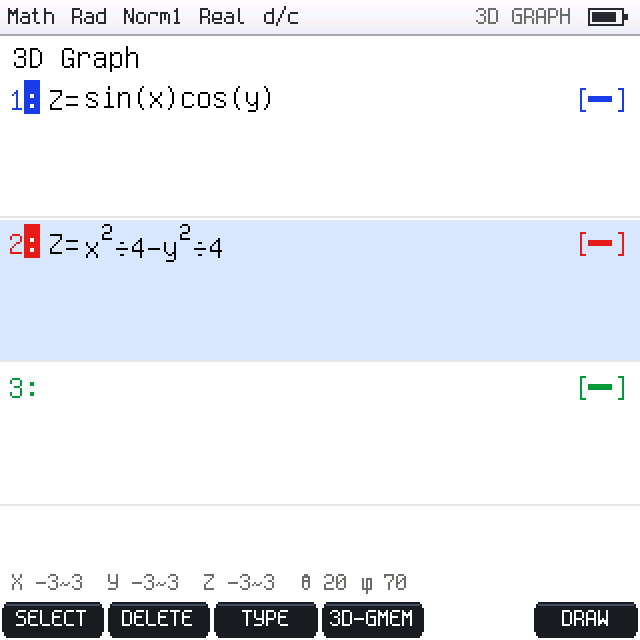 Math Rad Norm1 Real d/c 3D GRAPH
3D Graph
1: Z=sin(x)cos(y) [—]
2: Z=x²÷4−y²÷4 [—]
3: [—]
X −3~3 Y −3~3 Z −3~3 θ 20 φ 70
SELECT DELETE TYPE 3D-GMEM DRAW